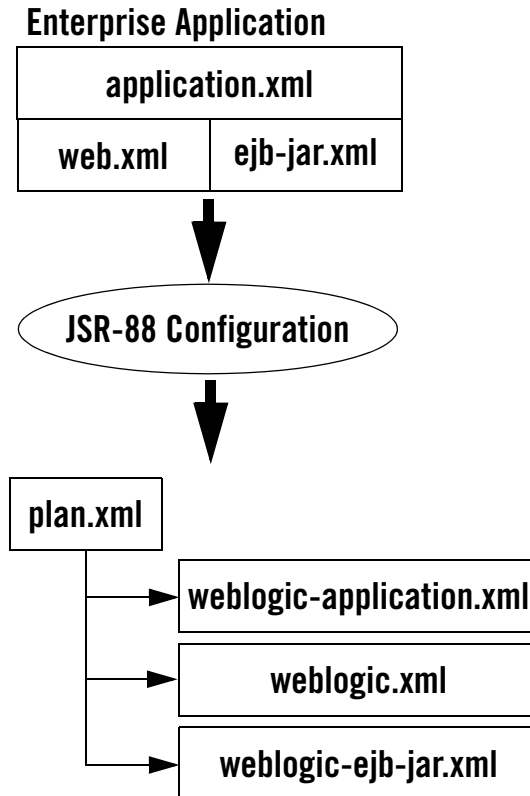 Enterprise Application
application.xml
web.xml
ejb-jar.xml
JSR-88 Configuration
plan.xml
weblogic-application.xml
weblogic.xml
weblogic-ejb-jar.xml